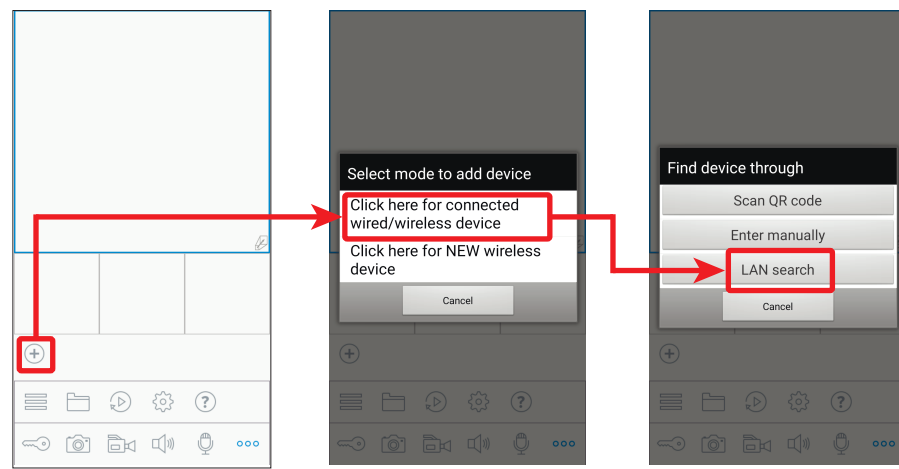 Select mode to add device
Click here for connected
wired/wireless device
Click here for NEW wireless
device
Cancel
Find device through
Scan QR code
Enter manually
LAN search
Cancel